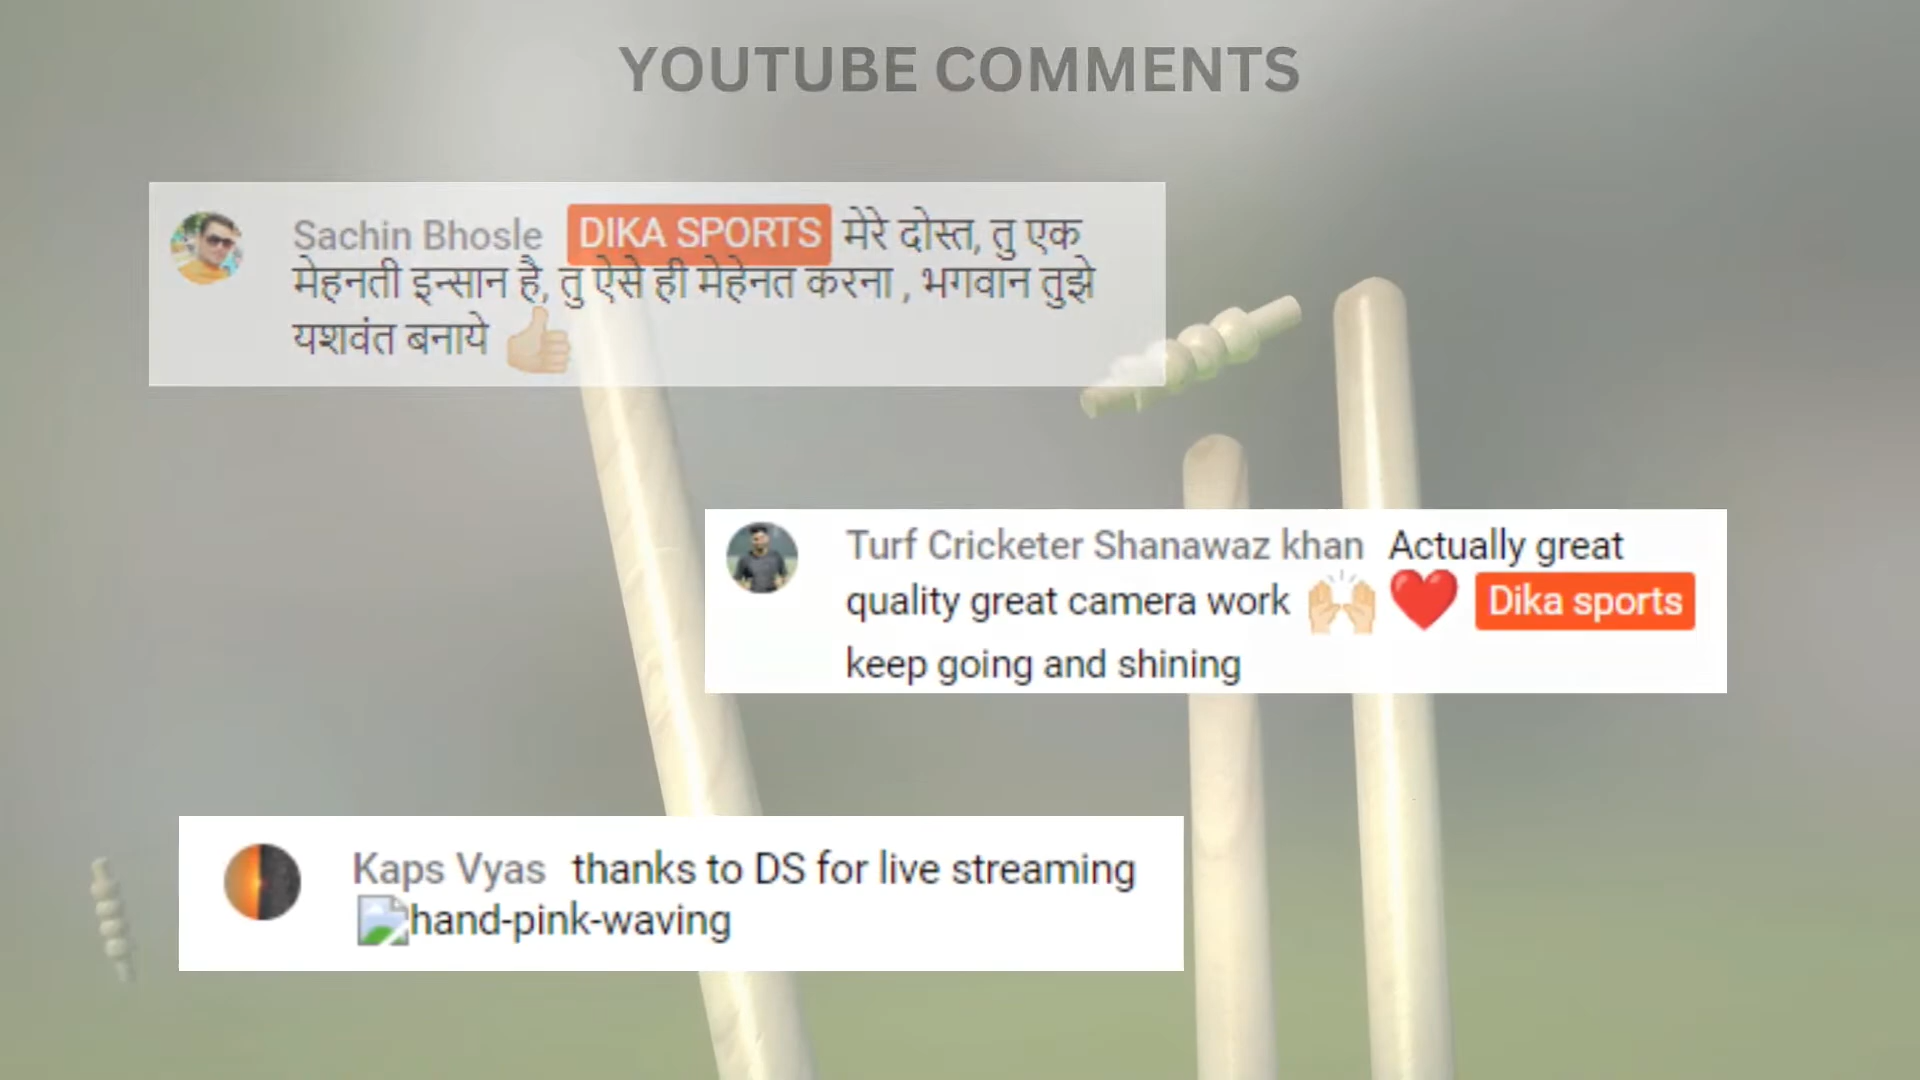 YOUTUBE COMMENTS
Sachin Bhosle DIKA SPORTS मेरे दोस्त, तु एक
मेहनती इन्सान है, तु ऐसे ही मेहेनत करना , भगवान तुझे
यशवंत बनाये 👍🏻
Turf Cricketer Shanawaz khan Actually great
quality great camera work 🙌🏻 ❤️ Dika sports
keep going and shining
Kaps Vyas thanks to DS for live streaming
hand-pink-waving